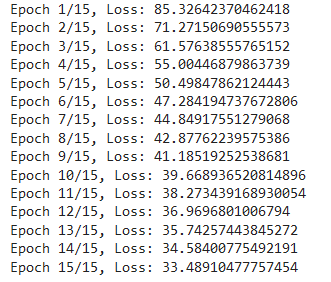 Epoch 1/15, Loss: 85.32642370462418
Epoch 2/15, Loss: 71.27150690555573
Epoch 3/15, Loss: 61.57638555765152
Epoch 4/15, Loss: 55.00446879863739
Epoch 5/15, Loss: 50.49847862124443
Epoch 6/15, Loss: 47.284194737672806
Epoch 7/15, Loss: 44.84917551279068
Epoch 8/15, Loss: 42.87762239575386
Epoch 9/15, Loss: 41.18519252538681
Epoch 10/15, Loss: 39.668936520814896
Epoch 11/15, Loss: 38.273439168930054
Epoch 12/15, Loss: 36.9696801006794
Epoch 13/15, Loss: 35.74257443845272
Epoch 14/15, Loss: 34.58400775492191
Epoch 15/15, Loss: 33.48910477757454